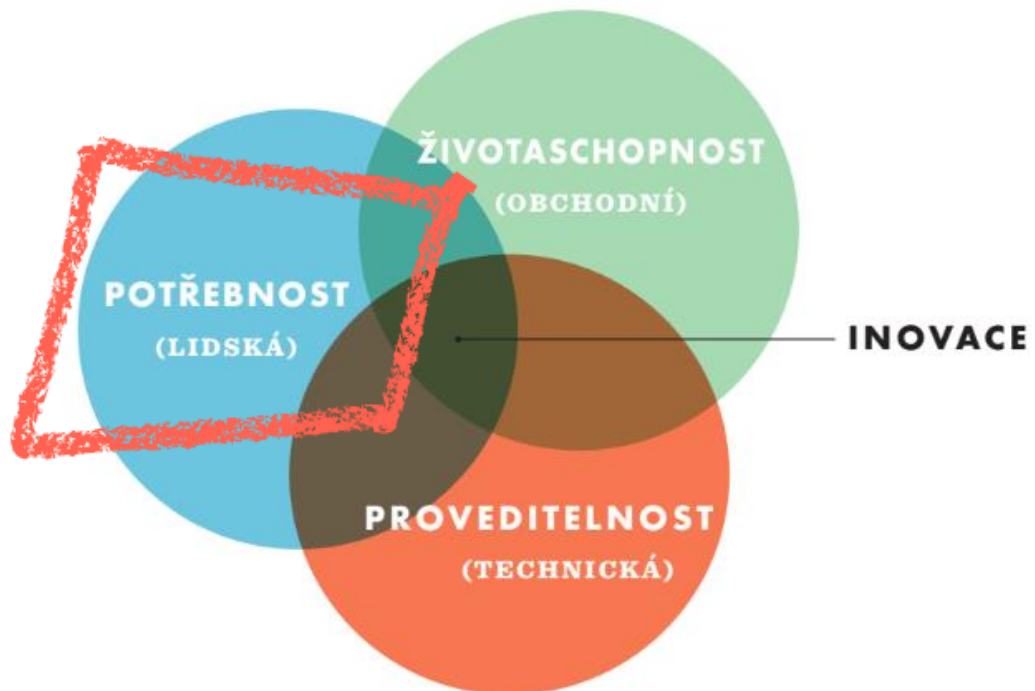 ŽIVOTASCHOPNOST
(OBCHODNÍ)
POTŘEBNOST
(LIDSKÁ)
INOVACE
PROVEDITELNOST
(TECHNICKÁ)